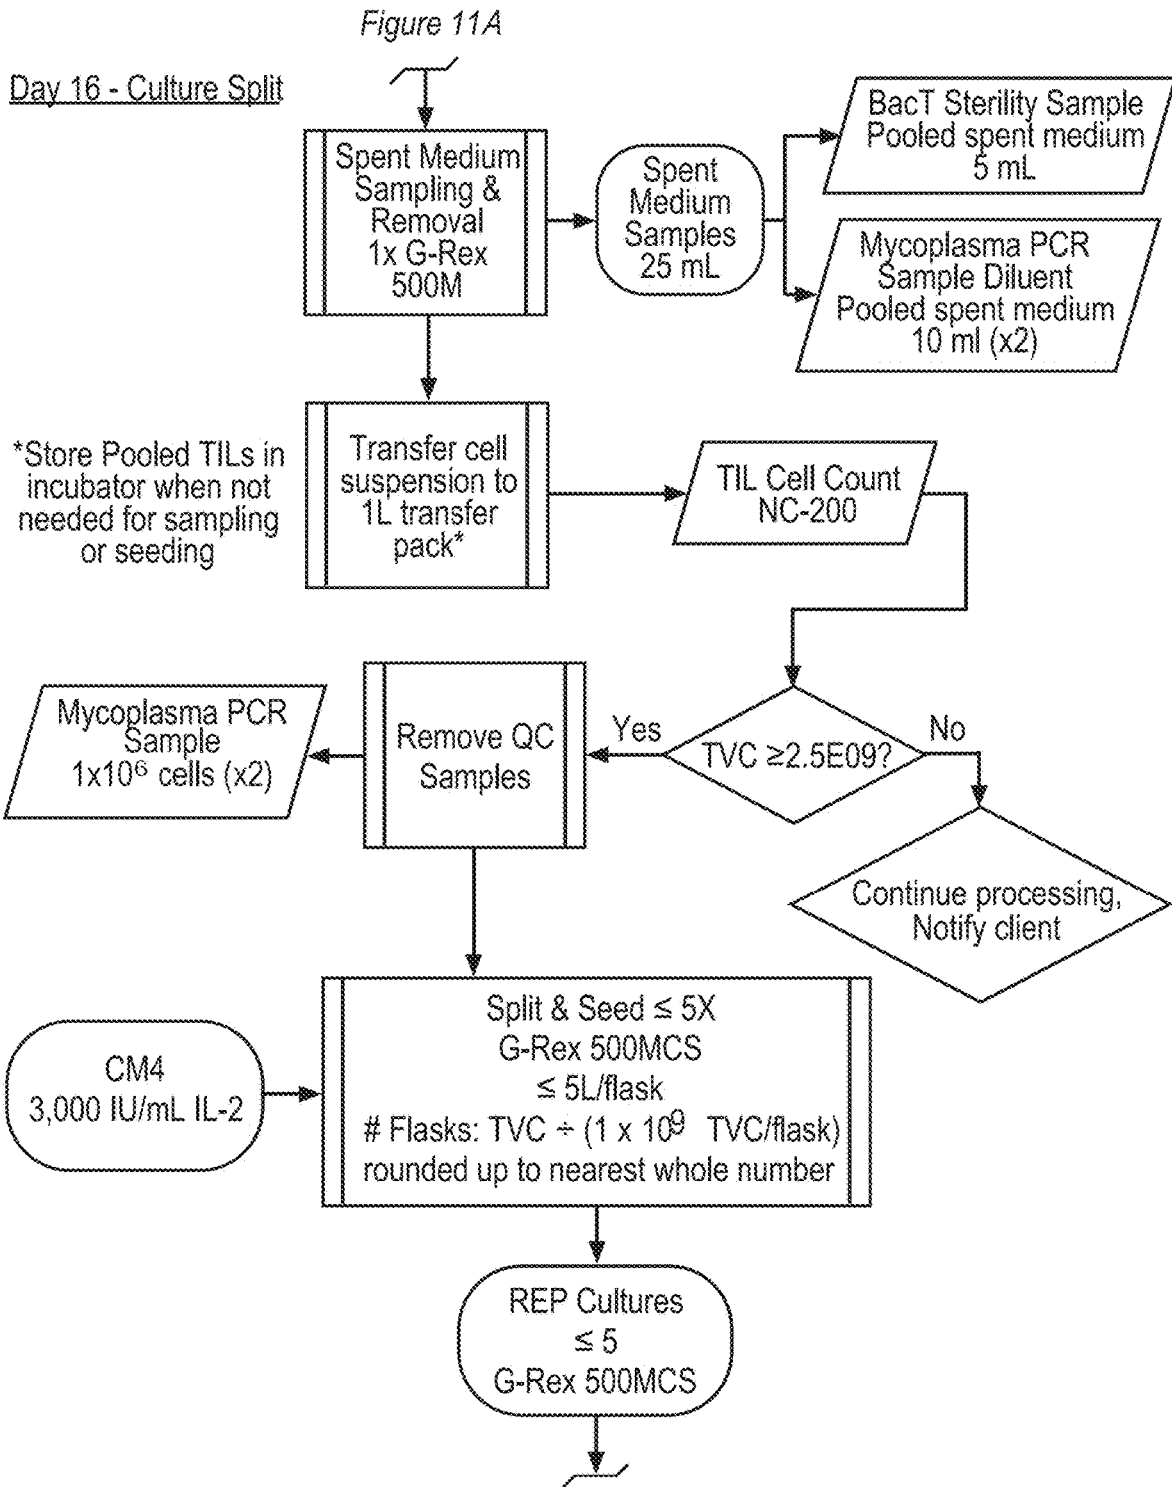 Figure 11A
Day 16 - Culture Split
Spent Medium
Sampling &
Removal
1x G-Rex
500M
Spent
Medium
Samples
25 mL
BacT Sterility Sample
Pooled spent medium
5 mL
Mycoplasma PCR
Sample Diluent
Pooled spent medium
10 ml (x2)
*Store Pooled TILs in
incubator when not
needed for sampling
or seeding
Transfer cell
suspension to
1L transfer
pack*
TIL Cell Count
NC-200
Mycoplasma PCR
Sample
1x10⁶ cells (x2)
Remove QC
Samples
Yes
TVC ≥2.5E09?
No
Continue processing,
Notify client
CM4
3,000 IU/mL IL-2
Split & Seed ≤ 5X
G-Rex 500MCS
≤ 5L/flask
# Flasks: TVC ÷ (1 x 10⁹ TVC/flask)
rounded up to nearest whole number
REP Cultures
≤ 5
G-Rex 500MCS